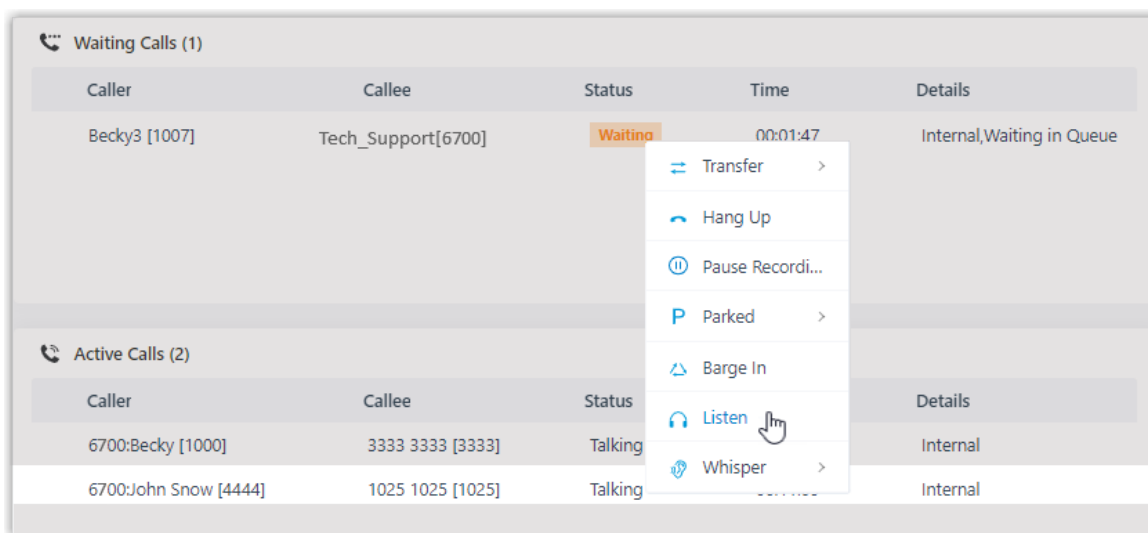 Waiting Calls (1)
Caller Callee Status Time Details
Becky3 [1007] Tech_Support[6700] Waiting 00:01:47 Internal,Waiting in Queue
Transfer
Hang Up
Pause Recordi...
P Parked
Active Calls (2)
Barge In
Caller Callee Status Details
Listen
6700:Becky [1000] 3333 3333 [3333] Talking Internal
Whisper
6700:John Snow [4444] 1025 1025 [1025] Talking Internal